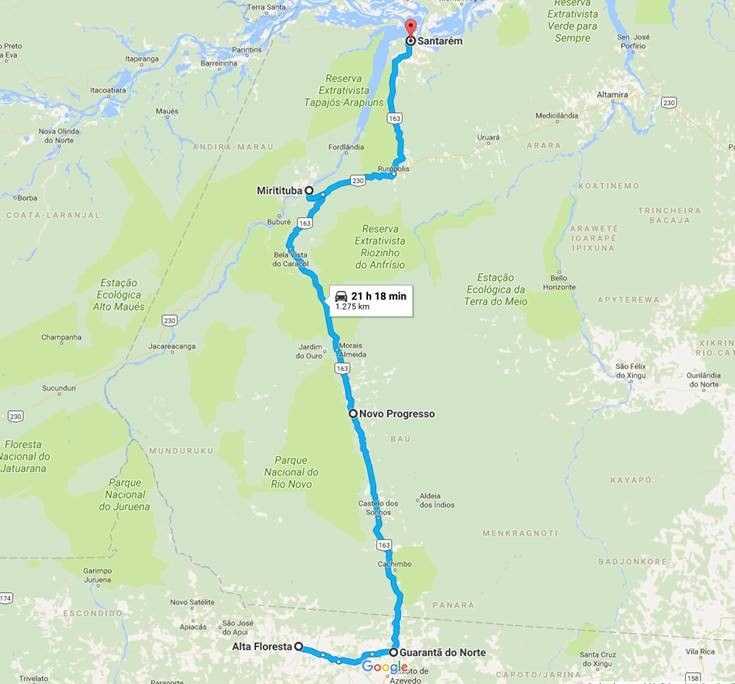 Terra Santa
Reserva
Extrativista
Verde para
Sempre
Sen. José
Porfírio
Santarém
Itapiranga
Barreirinha
Reserva
Extrativista
Tapajós-Arapiuns
Itacoatiara
Maués
Altamira
230
Nova Olinda
do Norte
163
Medicilândia
Uruará
ANDIRÁ-MARAU
Fordlândia
ARARA
Rurópolis
230
Miritituba
KOATINEMO
Borba
COATA-LARANJAL
Buburé
163
TRINCHEIRA
BACAJA
Reserva
Extrativista
Riozinho
do Anfrísio
ARAWETÉ
IGARAPÉ
IPIXUNA
Bela Vista
do Caracol
Estação
Ecológica
Alto Maués
Estação
Ecológica da
Terra do Meio
Bello
Horizonte
21 h 18 min
1.275 km
APYTEREWA
230
Champanha
Jacareacanga
Jardim
do Ouro
Morais
Almeida
XIKRIN
RIO CAT
163
São Félix
do Xingu
Ourilândia
do Norte
Sucunduri
230
Novo Progresso
Floresta
Nacional do
Jatuarana
MUNDURUKU
BAÚ
Parque
Nacional do
Rio Novo
KAYAPÓ
Parque
Nacional do
Juruena
Aldeia
dos Índios
Castelo dos
Sonhos
MENKRAGNOTI
163
Cachimbo
BADJONKORE
Garimpo
Juruena
174
ESCONDIDO
Novo Satélite
PANARÁ
Apiacás
São José
do Apuí
Alta Floresta
Guarantã do Norte
Google
Peixoto de
Azevedo
Santa Cruz
do Xingu
Vila Rica
158
CAPOTO/JARINA
Trivelato
Paranorte